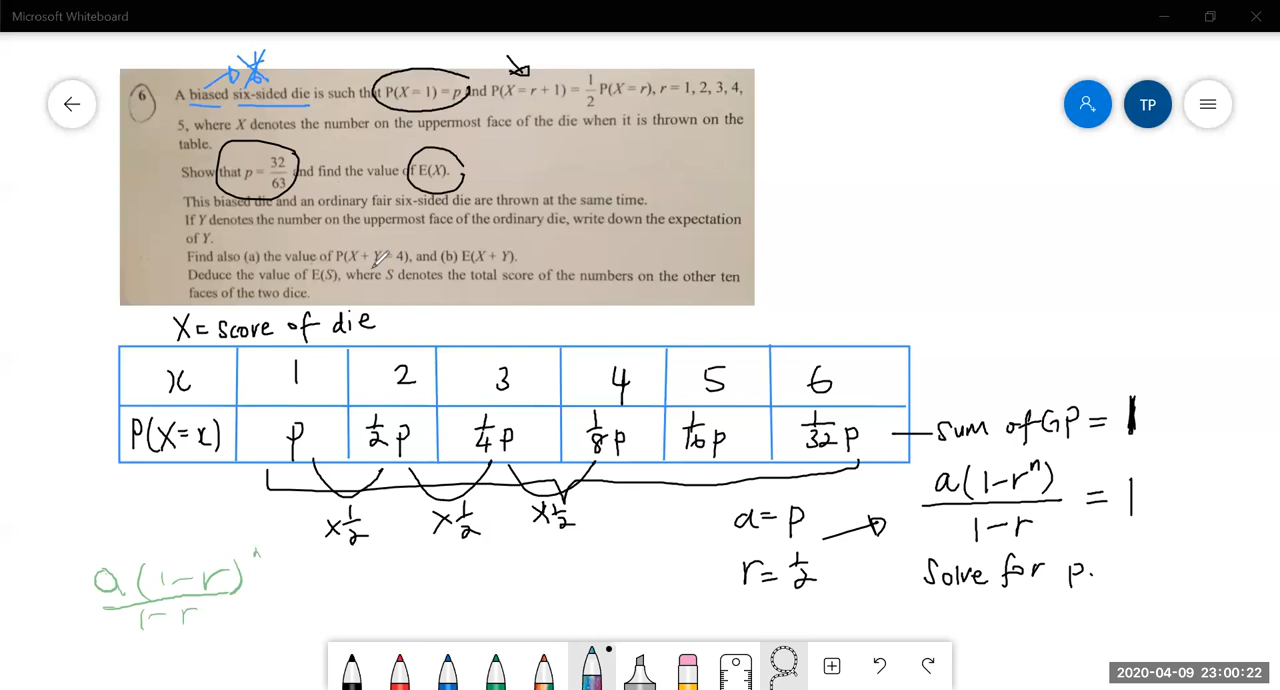 Microsoft Whiteboard
TP
6 A biased six-sided die is such that P(X = 1) = p and P(X = r + 1) = 1/2 P(X = r), r = 1, 2, 3, 4,
5, where X denotes the number on the uppermost face of the die when it is thrown on the
table.
Show that p = 32/63 and find the value of E(X).
This biased die and an ordinary fair six-sided die are thrown at the same time.
If Y denotes the number on the uppermost face of the ordinary die, write down the expectation
of Y.
Find also (a) the value of P(X + Y = 4), and (b) E(X + Y).
Deduce the value of E(S), where S denotes the total score of the numbers on the other ten
faces of the two dice.
X = score of die
x 1 2 3 4 5 6
P(X=x) p 1/2 p 1/4 p 1/8 p 1/16 p 1/32 p — sum of GP = 1
a(1-r^n)/1-r = 1
x 1/2 x 1/2 x 1/2
a = p
r = 1/2
Solve for p.
a(1-r)^n/1-r
2020-04-09 23:00:22